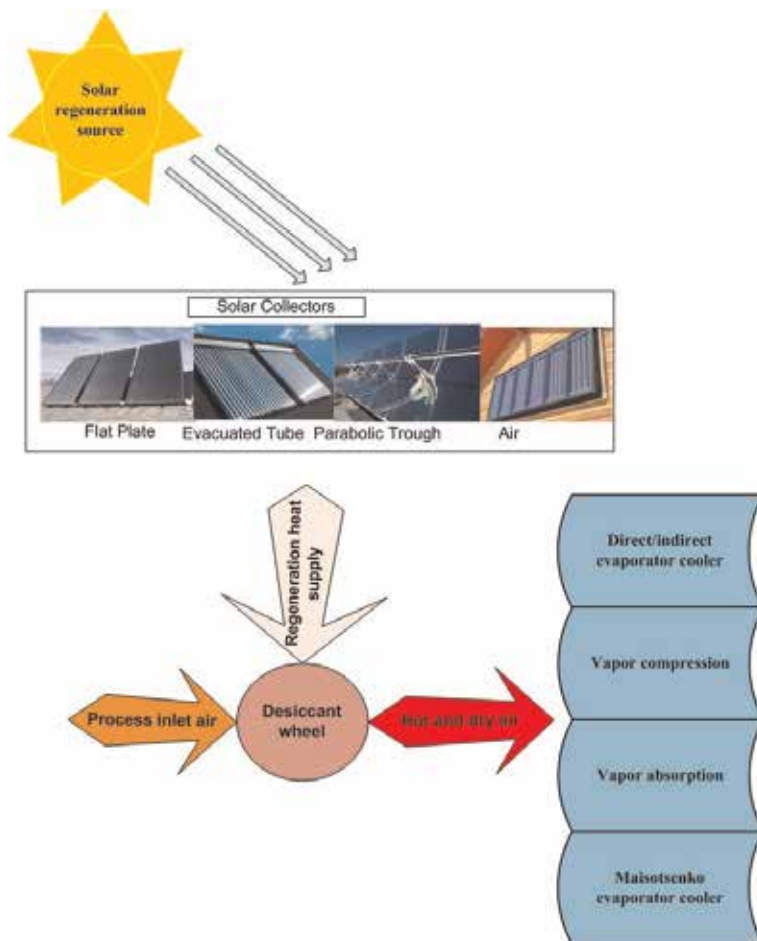 Solar
regeneration
source
Solar Collectors
Flat Plate
Evacuated Tube
Parabolic Trough
Air
Regeneration heat
supply
Process inlet air
Desiccant
wheel
Hot and dry air
Direct/indirect
evaporator cooler
Vapor compression
Vapor absorption
Maisotsenko
evaporator cooler